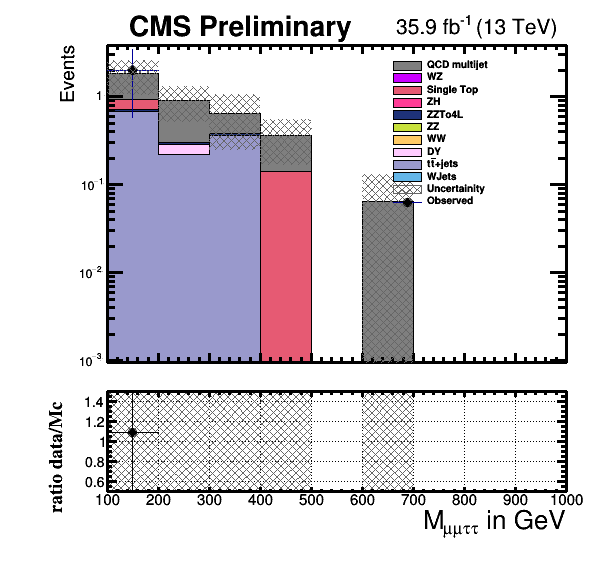 CMS Preliminary 35.9 fb⁻¹ (13 TeV)
Events
1
10⁻¹
10⁻²
10⁻³
QCD multijet
WZ
Single Top
ZH
ZZTo4L
ZZ
WW
DY
tt̄+jets
WJets
Uncertainity
Observed
ratio data/Mc
1.4
1.2
1
0.8
0.6
100 200 300 400 500 600 700 800 900 1000
M_μμττ in GeV